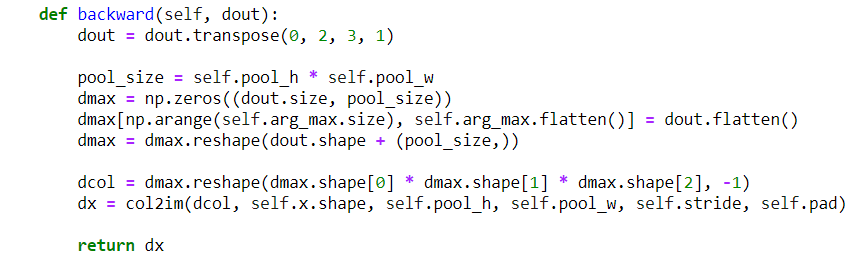 def backward(self, dout):
dout = dout.transpose(0, 2, 3, 1)
pool_size = self.pool_h * self.pool_w
dmax = np.zeros((dout.size, pool_size))
dmax[np.arange(self.arg_max.size), self.arg_max.flatten()] = dout.flatten()
dmax = dmax.reshape(dout.shape + (pool_size,))
dcol = dmax.reshape(dmax.shape[0] * dmax.shape[1] * dmax.shape[2], -1)
dx = col2im(dcol, self.x.shape, self.pool_h, self.pool_w, self.stride, self.pad)
return dx